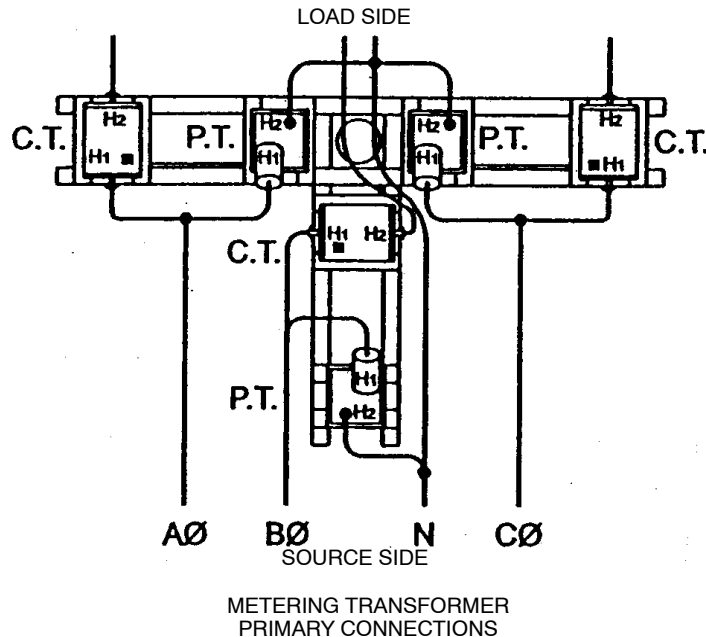 LOAD SIDE
H2 H2 H2 H2
C.T. P.T. P.T. C.T.
H1 H1 H1 H1
H1 H2
C.T.
H1
P.T.
H2
AØ BØ N CØ
SOURCE SIDE
METERING TRANSFORMER
PRIMARY CONNECTIONS